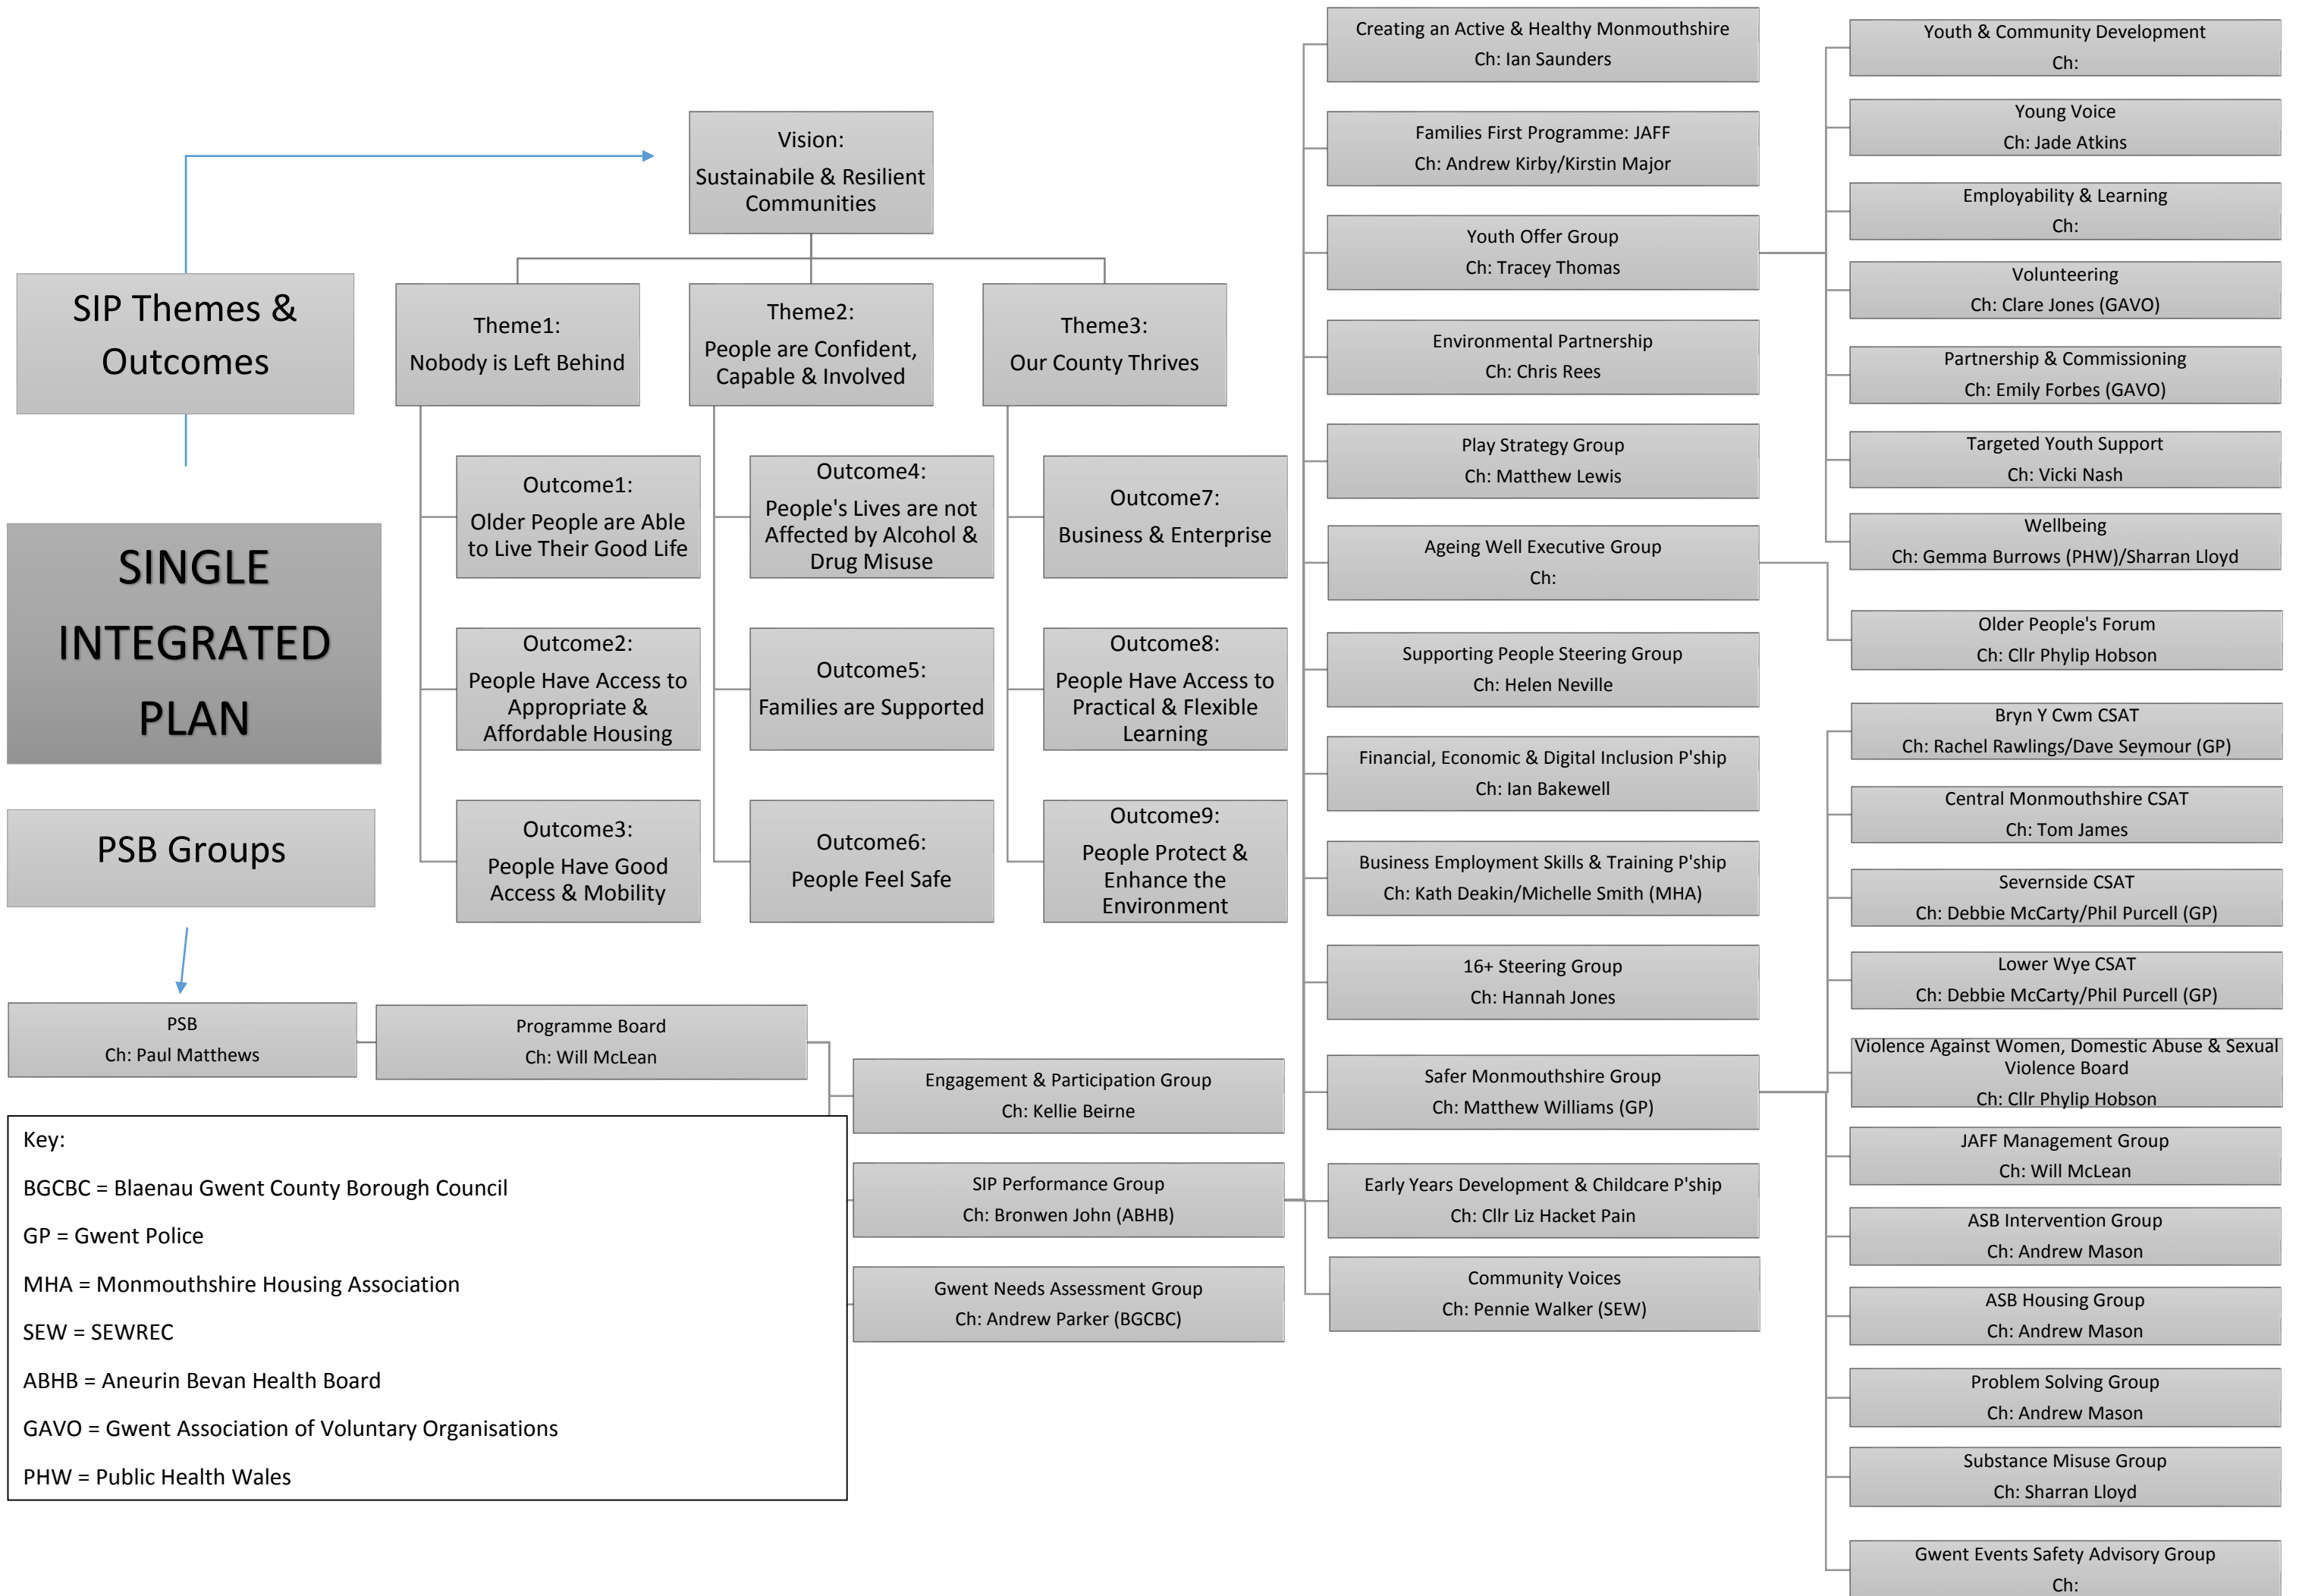 SIP Themes &
Outcomes
SINGLE
INTEGRATED
PLAN
PSB Groups
Vision:
Sustainabile & Resilient
Communities
Theme1:
Nobody is Left Behind
Theme2:
People are Confident,
Capable & Involved
Theme3:
Our County Thrives
Outcome1:
Older People are Able
to Live Their Good Life
Outcome2:
People Have Access to
Appropriate &
Affordable Housing
Outcome3:
People Have Good
Access & Mobility
Outcome4:
People's Lives are not
Affected by Alcohol &
Drug Misuse
Outcome5:
Families are Supported
Outcome6:
People Feel Safe
Outcome7:
Business & Enterprise
Outcome8:
People Have Access to
Practical & Flexible
Learning
Outcome9:
People Protect &
Enhance the
Environment
PSB
Ch: Paul Matthews
Programme Board
Ch: Will McLean
Engagement & Participation Group
Ch: Kellie Beirne
SIP Performance Group
Ch: Bronwen John (ABHB)
Gwent Needs Assessment Group
Ch: Andrew Parker (BGCBC)
Key:
BGCBC = Blaenau Gwent County Borough Council
GP = Gwent Police
MHA = Monmouthshire Housing Association
SEW = SEWREC
ABHB = Aneurin Bevan Health Board
GAVO = Gwent Association of Voluntary Organisations
PHW = Public Health Wales
Creating an Active & Healthy Monmouthshire
Ch: Ian Saunders
Families First Programme: JAFF
Ch: Andrew Kirby/Kirstin Major
Youth Offer Group
Ch: Tracey Thomas
Environmental Partnership
Ch: Chris Rees
Play Strategy Group
Ch: Matthew Lewis
Ageing Well Executive Group
Ch:
Supporting People Steering Group
Ch: Helen Neville
Financial, Economic & Digital Inclusion P'ship
Ch: Ian Bakewell
Business Employment Skills & Training P'ship
Ch: Kath Deakin/Michelle Smith (MHA)
16+ Steering Group
Ch: Hannah Jones
Safer Monmouthshire Group
Ch: Matthew Williams (GP)
Early Years Development & Childcare P'ship
Ch: Cllr Liz Hacket Pain
Community Voices
Ch: Pennie Walker (SEW)
Youth & Community Development
Ch:
Young Voice
Ch: Jade Atkins
Employability & Learning
Ch:
Volunteering
Ch: Clare Jones (GAVO)
Partnership & Commissioning
Ch: Emily Forbes (GAVO)
Targeted Youth Support
Ch: Vicki Nash
Wellbeing
Ch: Gemma Burrows (PHW)/Sharran Lloyd
Older People's Forum
Ch: Cllr Phylip Hobson
Bryn Y Cwm CSAT
Ch: Rachel Rawlings/Dave Seymour (GP)
Central Monmouthshire CSAT
Ch: Tom James
Severnside CSAT
Ch: Debbie McCarty/Phil Purcell (GP)
Lower Wye CSAT
Ch: Debbie McCarty/Phil Purcell (GP)
Violence Against Women, Domestic Abuse & Sexual
Violence Board
Ch: Cllr Phylip Hobson
JAFF Management Group
Ch: Will McLean
ASB Intervention Group
Ch: Andrew Mason
ASB Housing Group
Ch: Andrew Mason
Problem Solving Group
Ch: Andrew Mason
Substance Misuse Group
Ch: Sharran Lloyd
Gwent Events Safety Advisory Group
Ch: